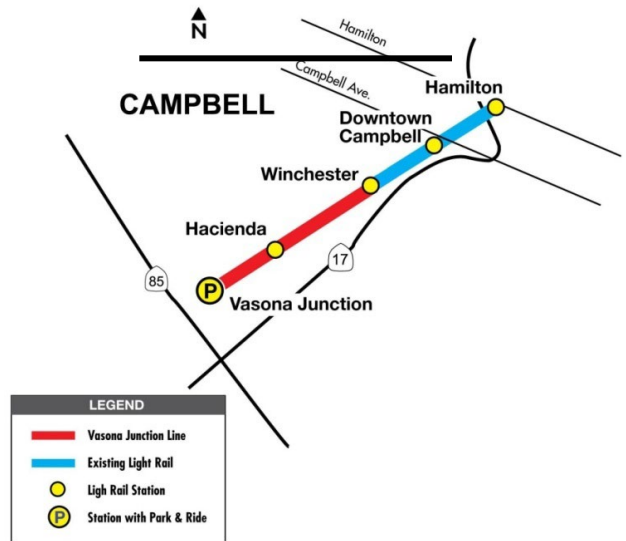 N
Hamilton
Campbell Ave.
CAMPBELL
Hamilton
Downtown
Campbell
Winchester
Hacienda
17
85
P
Vasona Junction
LEGEND
Vasona Junction Line
Existing Light Rail
Ligh Rail Station
P Station with Park & Ride